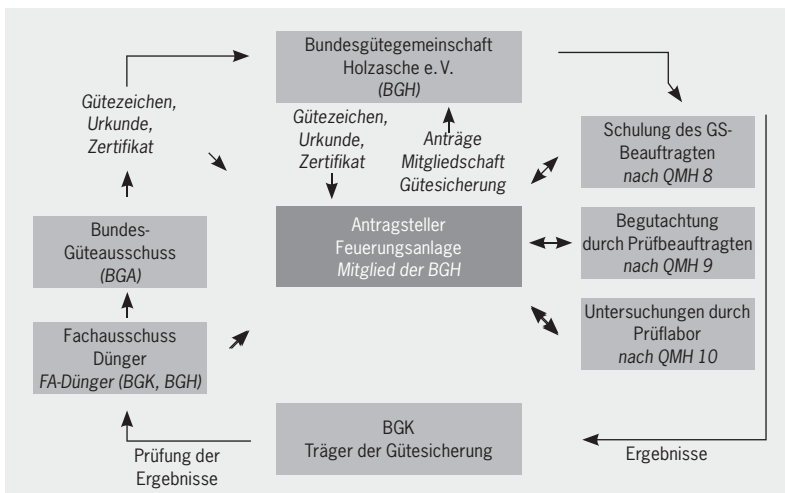 Bundesgütegemeinschaft
Holzasche e. V.
(BGH)
Gütezeichen,
Urkunde,
Zertifikat
Gütezeichen,
Urkunde,
Zertifikat
Anträge
Mitgliedschaft
Gütesicherung
Schulung des GS-
Beauftragten
nach QMH 8
Bundes-
Güteausschuss
(BGA)
Antragsteller
Feuerungsanlage
Mitglied der BGH
Begutachtung
durch Prüfbeauftragten
nach QMH 9
Fachausschuss
Dünger
FA-Dünger (BGK, BGH)
Untersuchungen durch
Prüflabor
nach QMH 10
BGK
Träger der Gütesicherung
Prüfung der
Ergebnisse
Ergebnisse